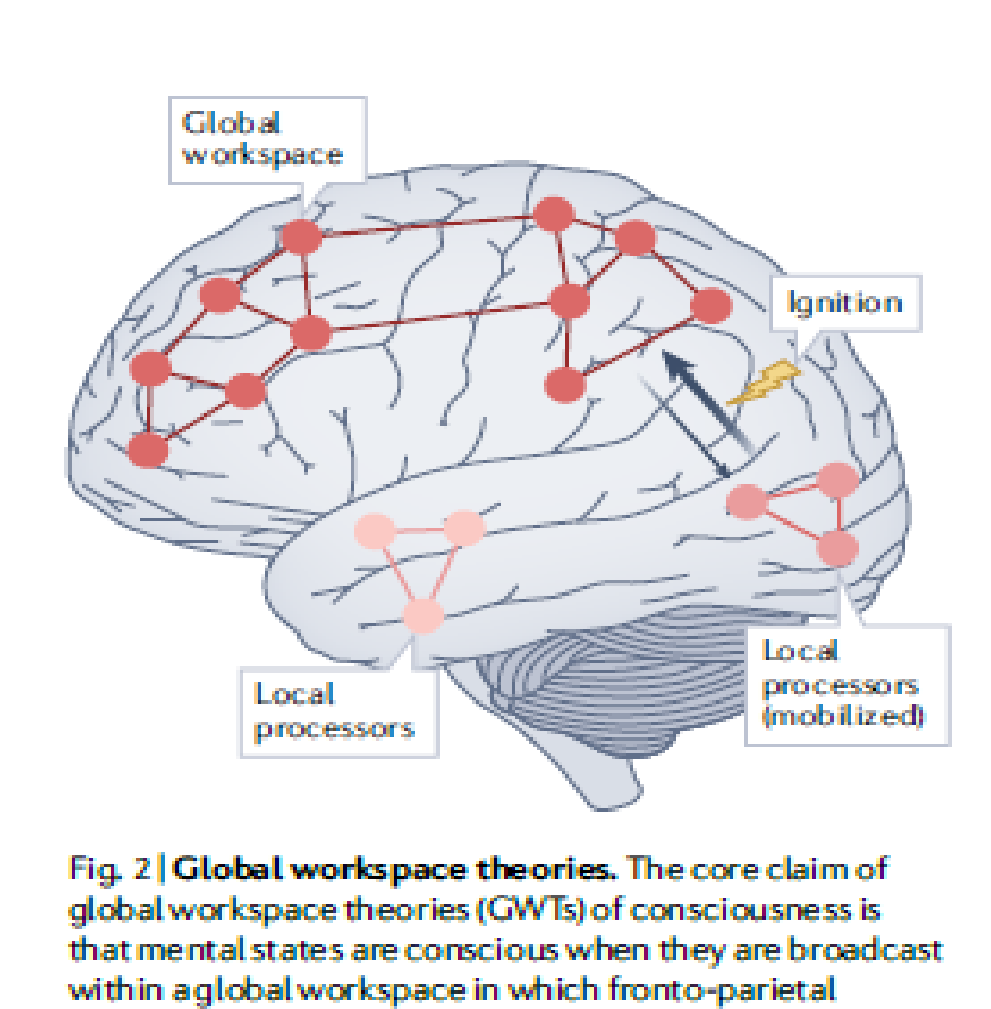 Global
workspace
Ignition
Local
processors
(mobilized)
Local
processors
Fig. 2 | Global workspace theories. The core claim of
global workspace theories (GWTs) of consciousness is
that mental states are conscious when they are broadcast
within a global workspace in which fronto-parietal